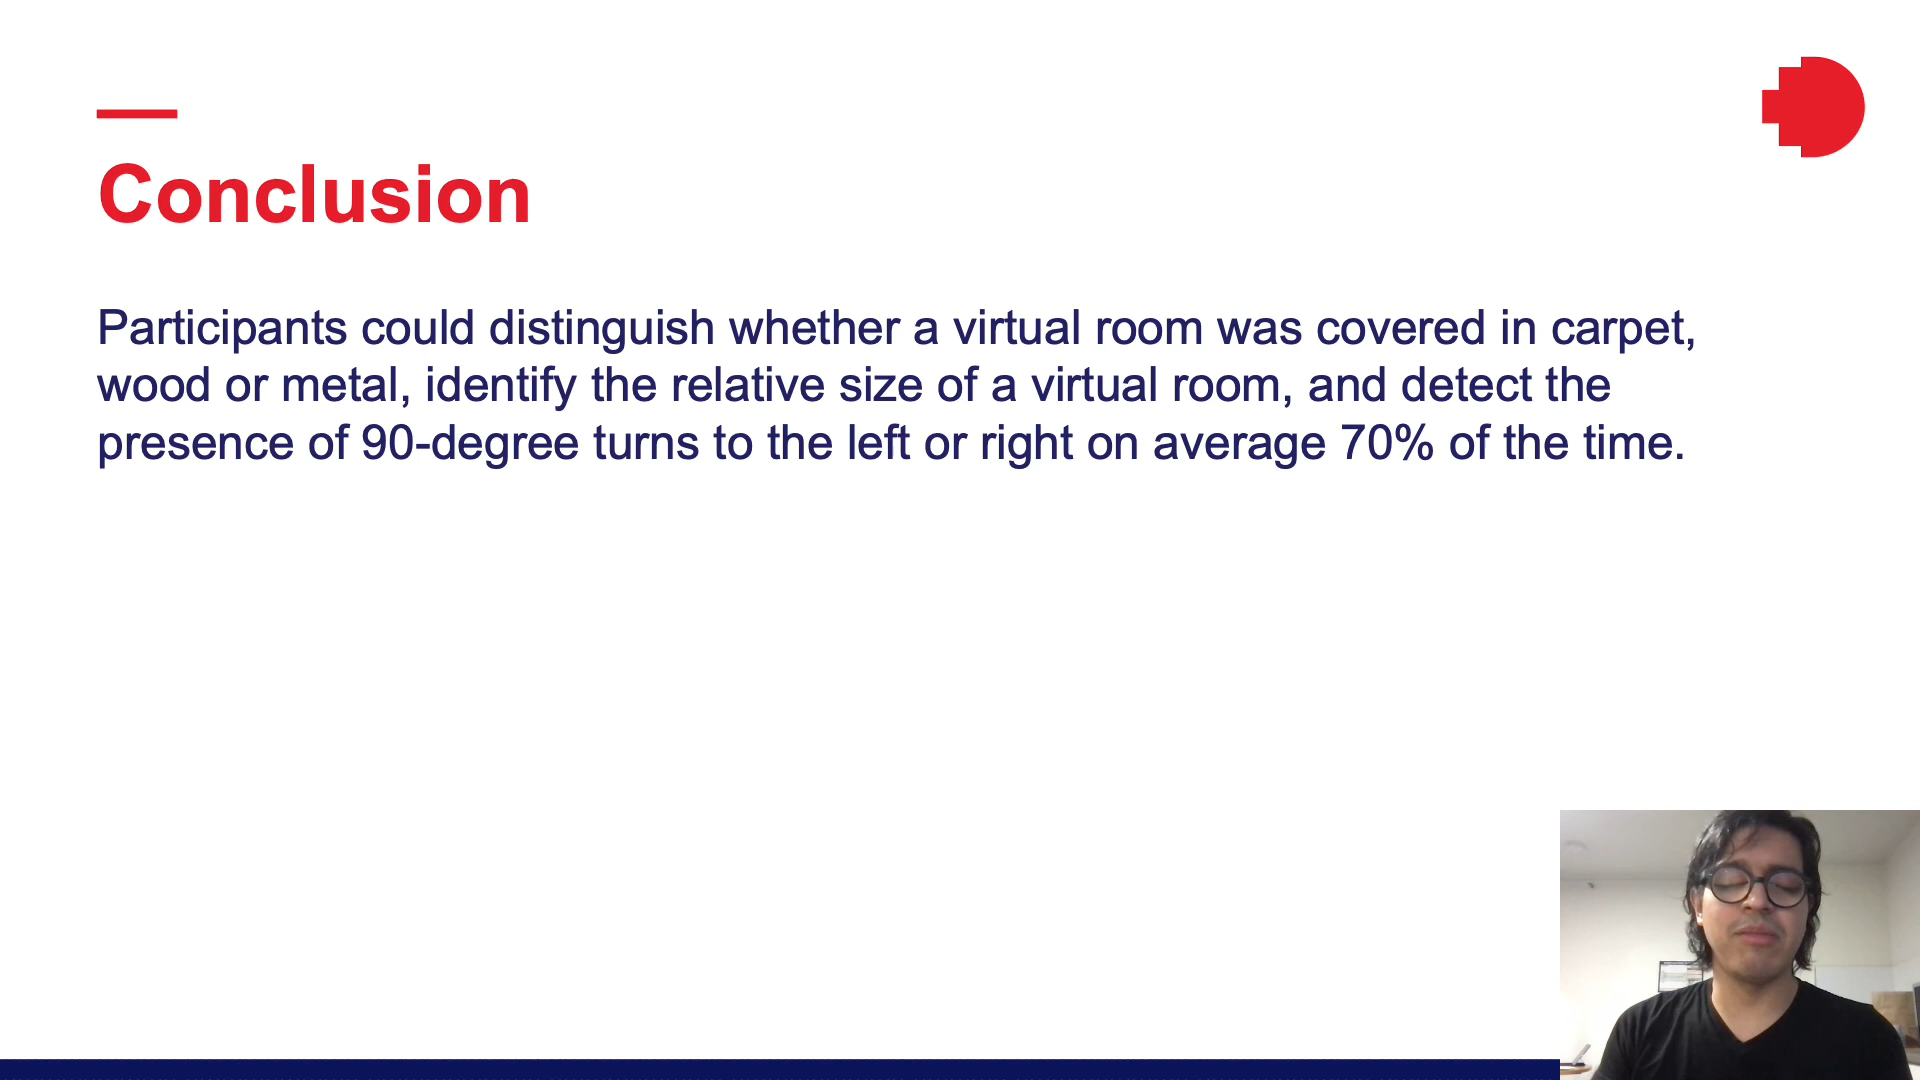 Conclusion
Participants could distinguish whether a virtual room was covered in carpet,
wood or metal, identify the relative size of a virtual room, and detect the
presence of 90-degree turns to the left or right on average 70% of the time.